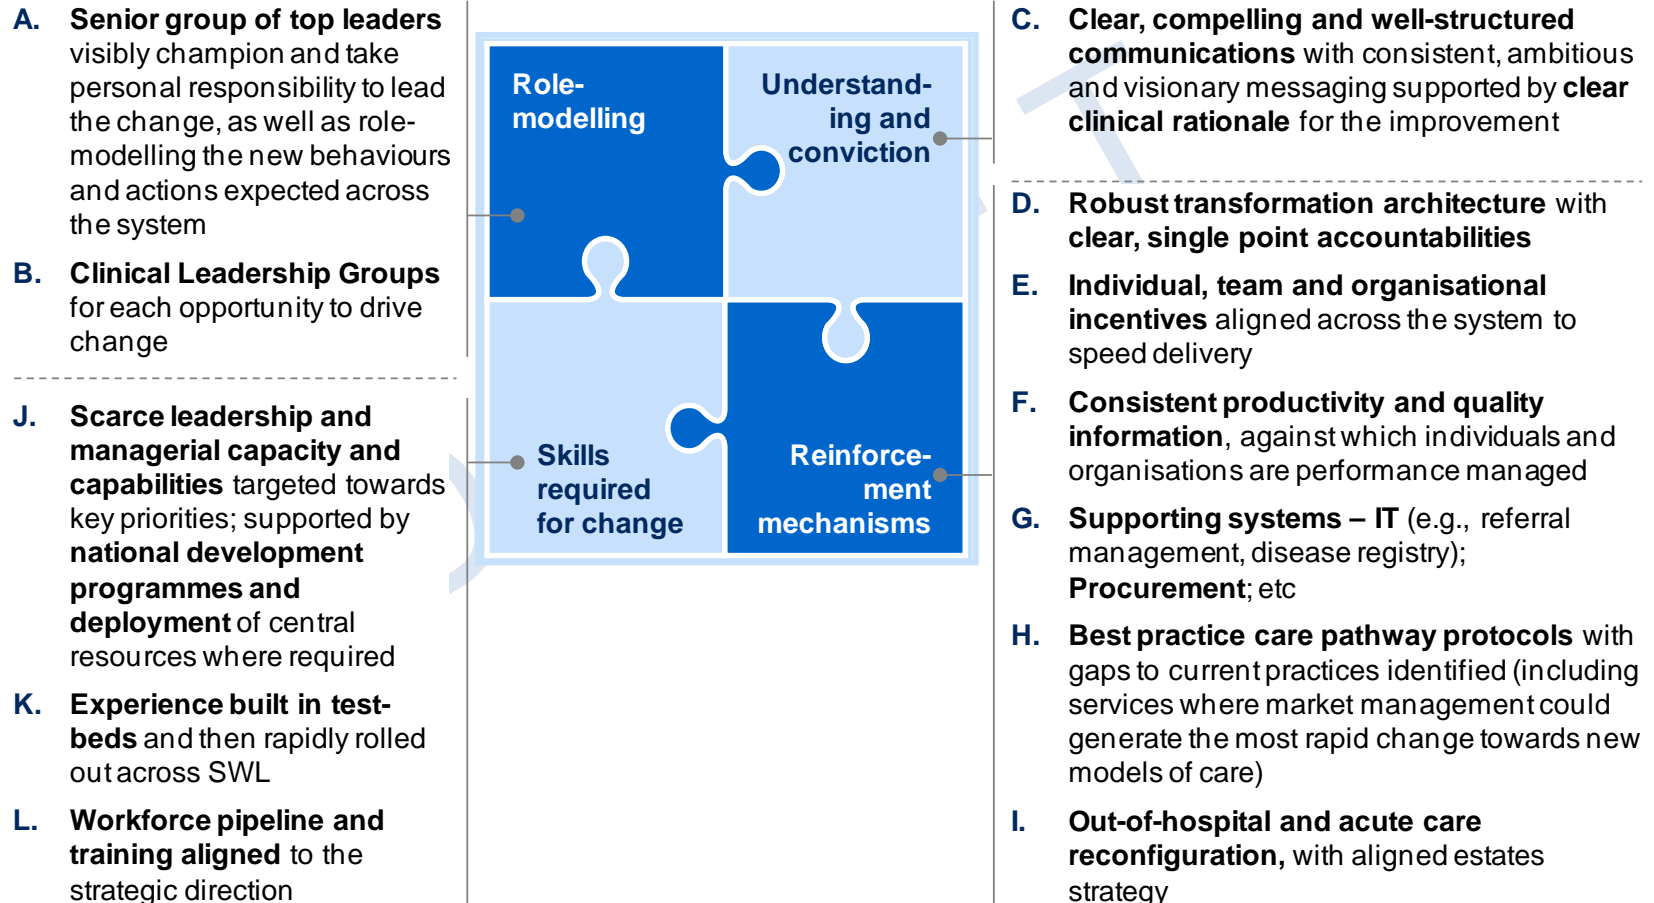 A. Senior group of top leaders
visibly champion and take
personal responsibility to lead
the change, as well as role-
modelling the new behaviours
and actions expected across
the system
B. Clinical Leadership Groups
for each opportunity to drive
change
J. Scarce leadership and
managerial capacity and
capabilities targeted towards
key priorities; supported by
national development
programmes and
deployment of central
resources where required
K. Experience built in test-
beds and then rapidly rolled
out across SWL
L. Workforce pipeline and
training aligned to the
strategic direction
Role-
modelling
Understand-
ing and
conviction
Skills
required
for change
Reinforce-
ment
mechanisms
C. Clear, compelling and well-structured
communications with consistent, ambitious
and visionary messaging supported by clear
clinical rationale for the improvement
D. Robust transformation architecture with
clear, single point accountabilities
E. Individual, team and organisational
incentives aligned across the system to
speed delivery
F. Consistent productivity and quality
information, against which individuals and
organisations are performance managed
G. Supporting systems – IT (e.g., referral
management, disease registry);
Procurement; etc
H. Best practice care pathway protocols with
gaps to current practices identified (including
services where market management could
generate the most rapid change towards new
models of care)
I. Out-of-hospital and acute care
reconfiguration, with aligned estates
strategy